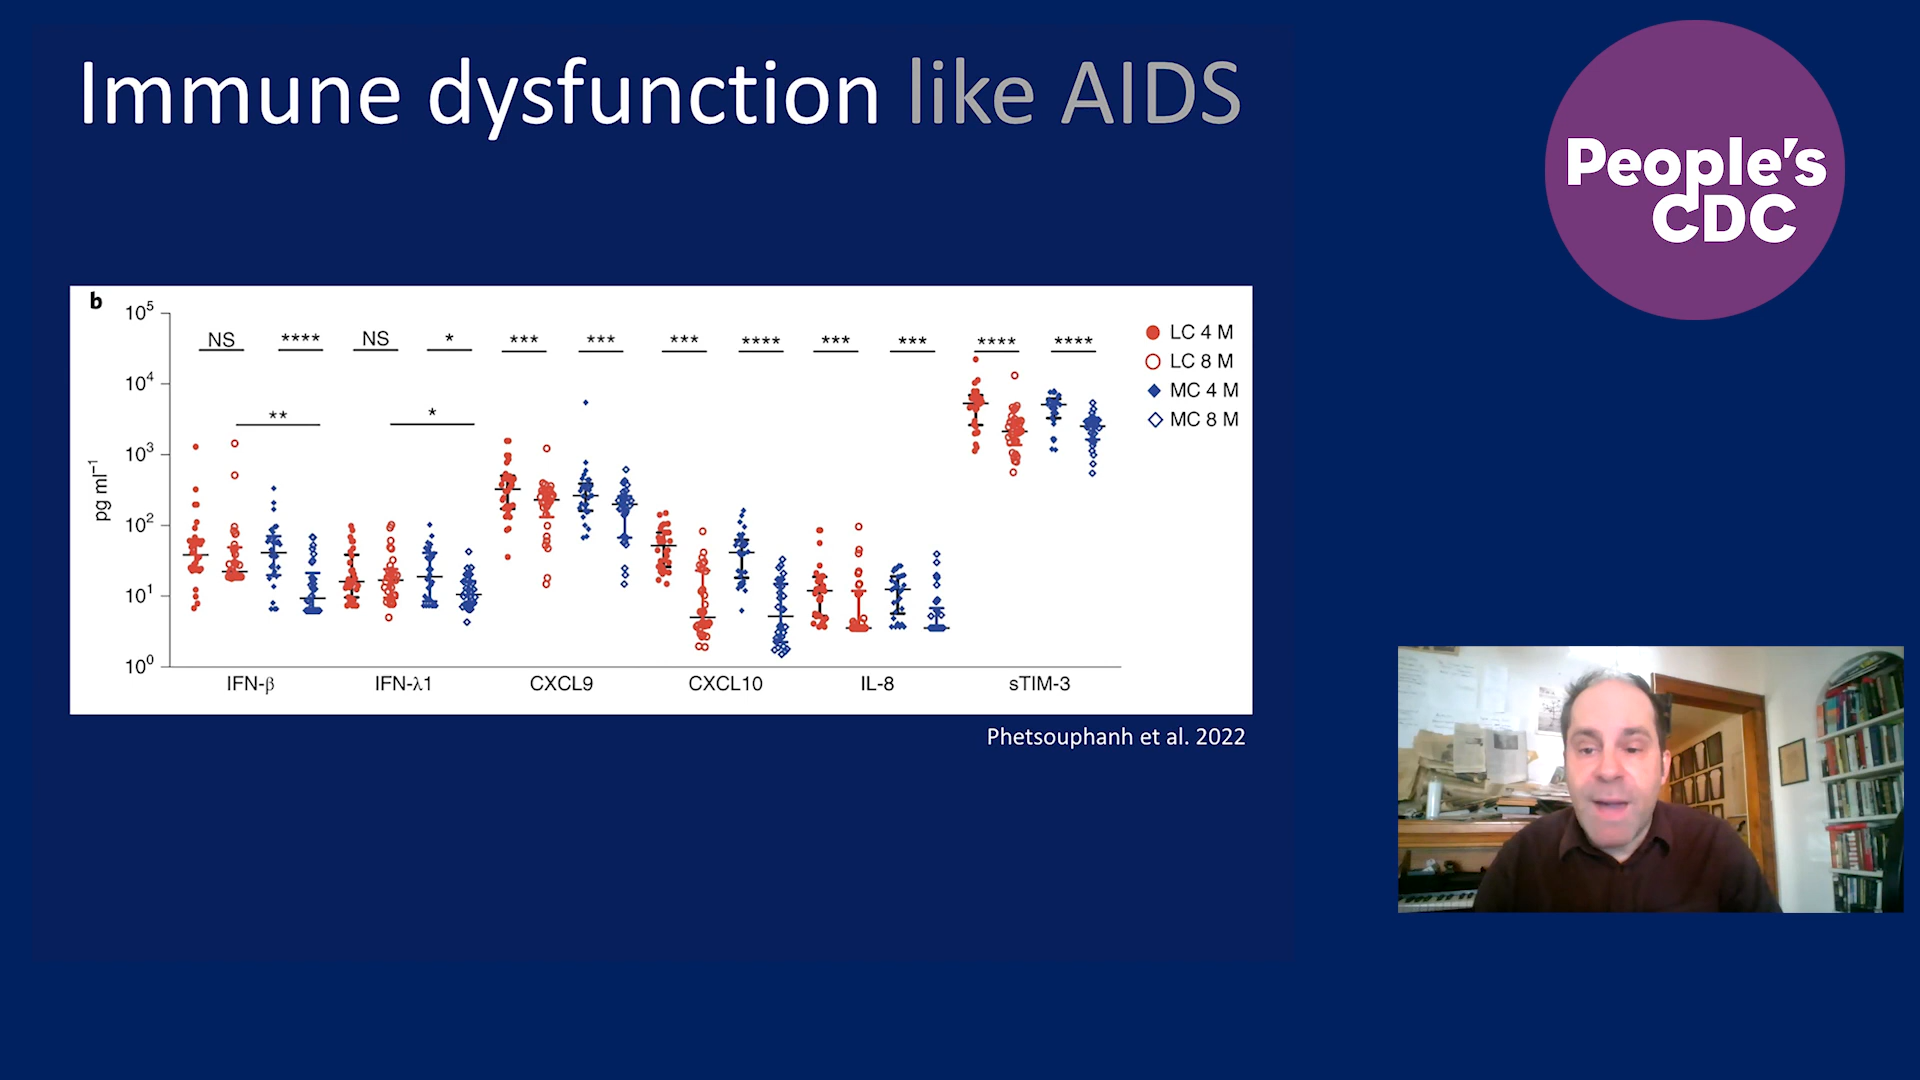 Immune dysfunction like AIDS
People's
CDC
b
10⁵
10⁴
10³
10²
10¹
10⁰
pg ml⁻¹
NS **** NS * *** *** *** **** *** *** **** ****
** *
LC 4 M
LC 8 M
MC 4 M
MC 8 M
IFN-β IFN-λ1 CXCL9 CXCL10 IL-8 sTIM-3
Phetsouphanh et al. 2022